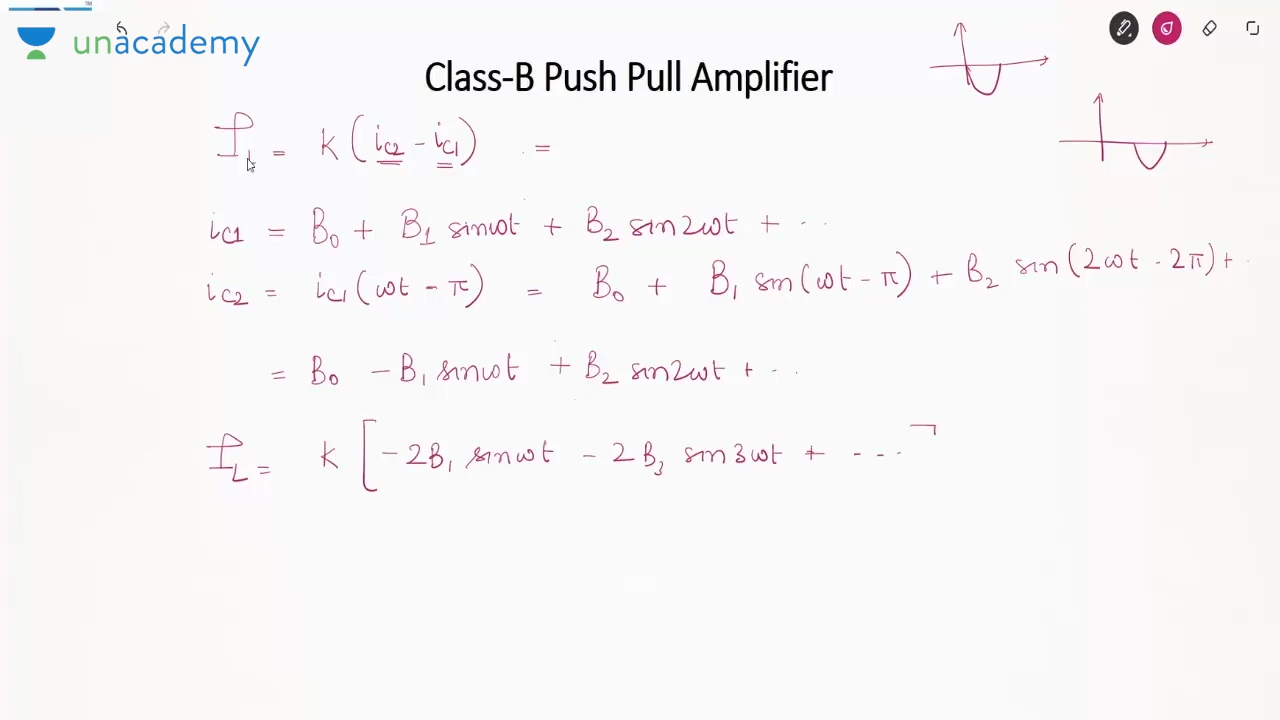 unacademy
Class-B Push Pull Amplifier
I_L = K (i_C2 - i_C1) =
i_C1 = B_0 + B_1 sinωt + B_2 sin2ωt + ..
i_C2 = i_C1 (ωt - π) = B_0 + B_1 sin(ωt - π) + B_2 sin(2ωt - 2π) + .
= B_0 - B_1 sinωt + B_2 sin2ωt + ...
I_L = K [-2B_1 sinωt - 2B_3 sin3ωt + ---]